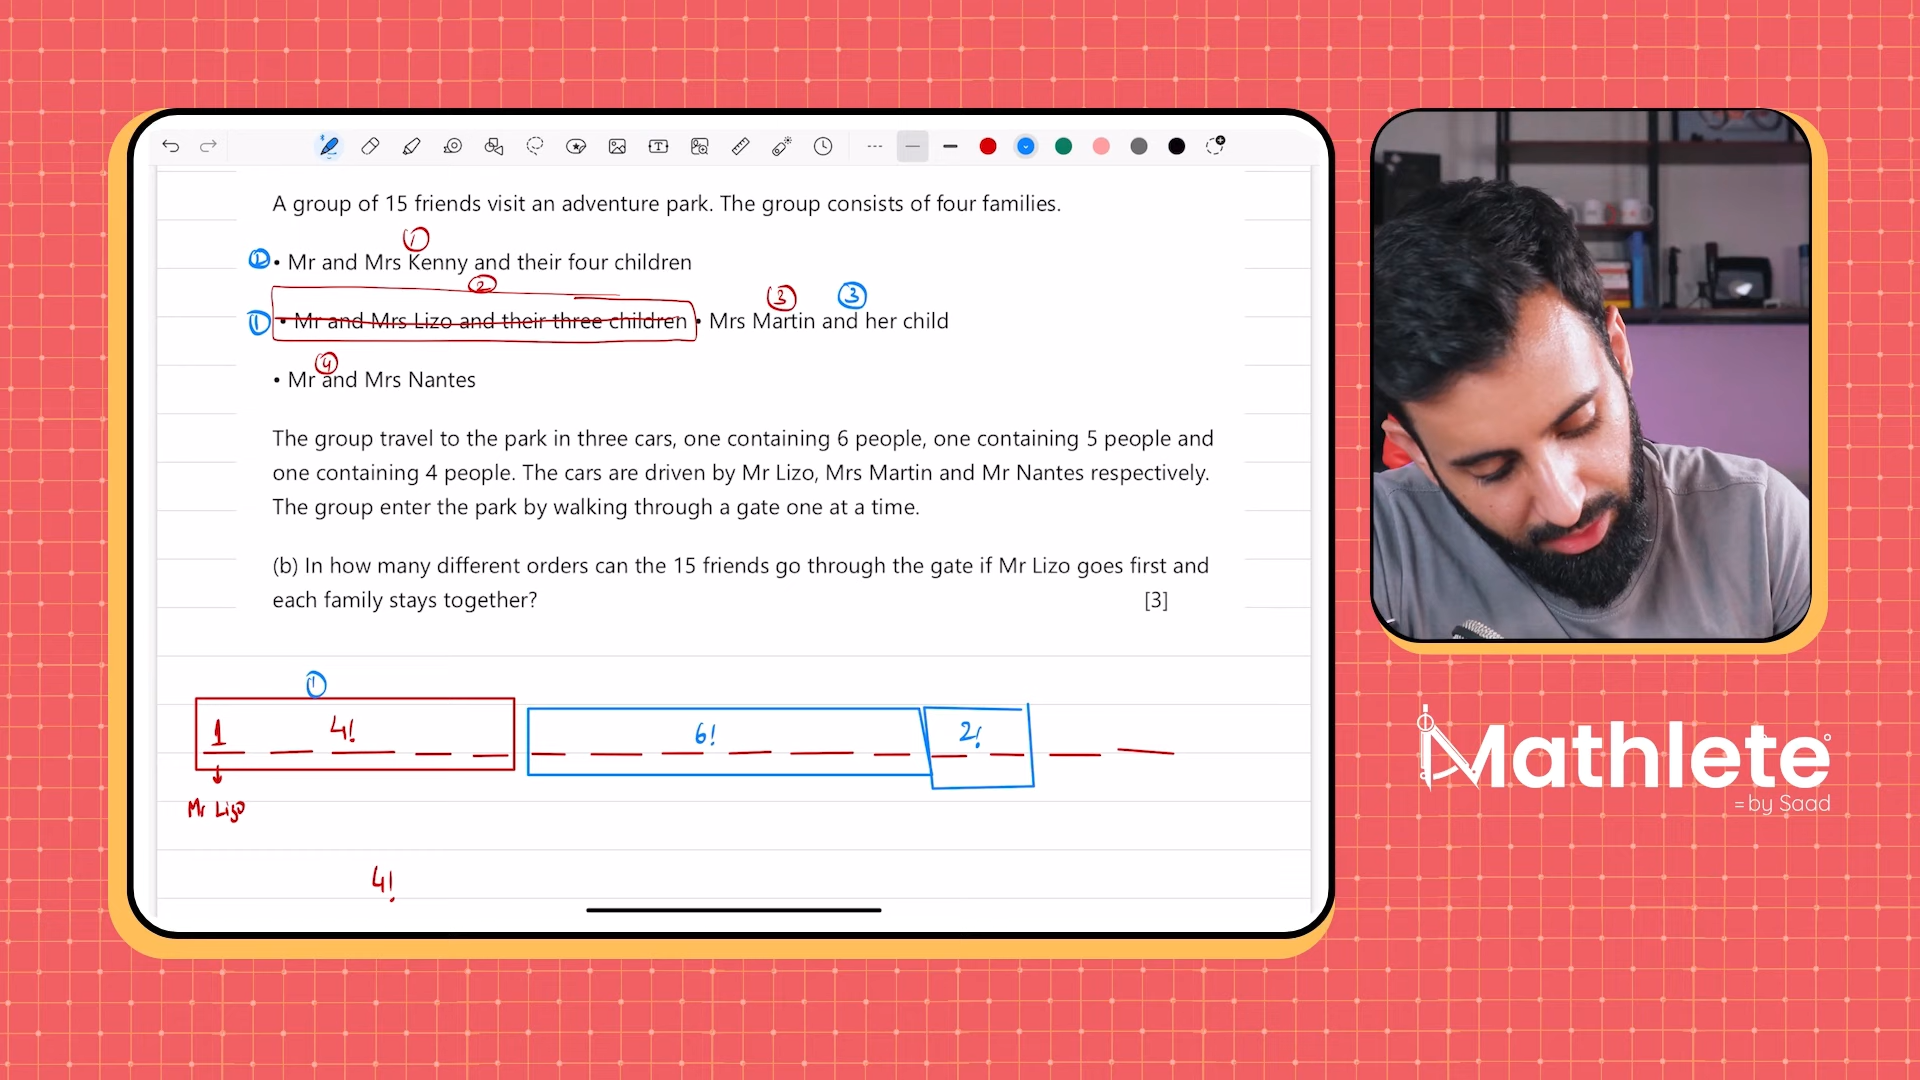 A group of 15 friends visit an adventure park. The group consists of four families.
①
② • Mr and Mrs Kenny and their four children
② ③ ③
① • Mr and Mrs Lizo and their three children • Mrs Martin and her child
④
• Mr and Mrs Nantes
The group travel to the park in three cars, one containing 6 people, one containing 5 people and
one containing 4 people. The cars are driven by Mr Lizo, Mrs Martin and Mr Nantes respectively.
The group enter the park by walking through a gate one at a time.
(b) In how many different orders can the 15 friends go through the gate if Mr Lizo goes first and
each family stays together? [3]
①
1 4! 6! 2!
Mr Lizo
4!
Mathlete
= by Saad